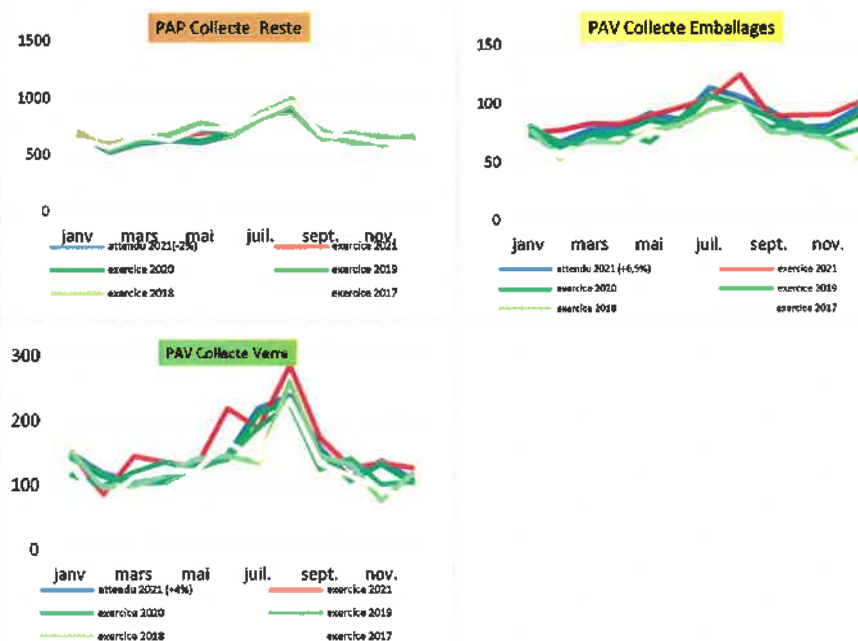 PAP Collecte Reste
1500
1000
500
0
janv mars mai juil. sept. nov.
attendu 2021(-2%) exercice 2021
exercice 2020 exercice 2019
exercice 2018 exercice 2017
PAV Collecte Emballages
150
100
50
0
janv mars mai juil. sept. nov.
attendu 2021 (+6,5%) exercice 2021
exercice 2020 exercice 2019
exercice 2018 exercice 2017
PAV Collecte Verre
300
200
100
0
janv mars mai juil. sept. nov.
attendu 2021 (+4%) exercice 2021
exercice 2020 exercice 2019
exercice 2018 exercice 2017